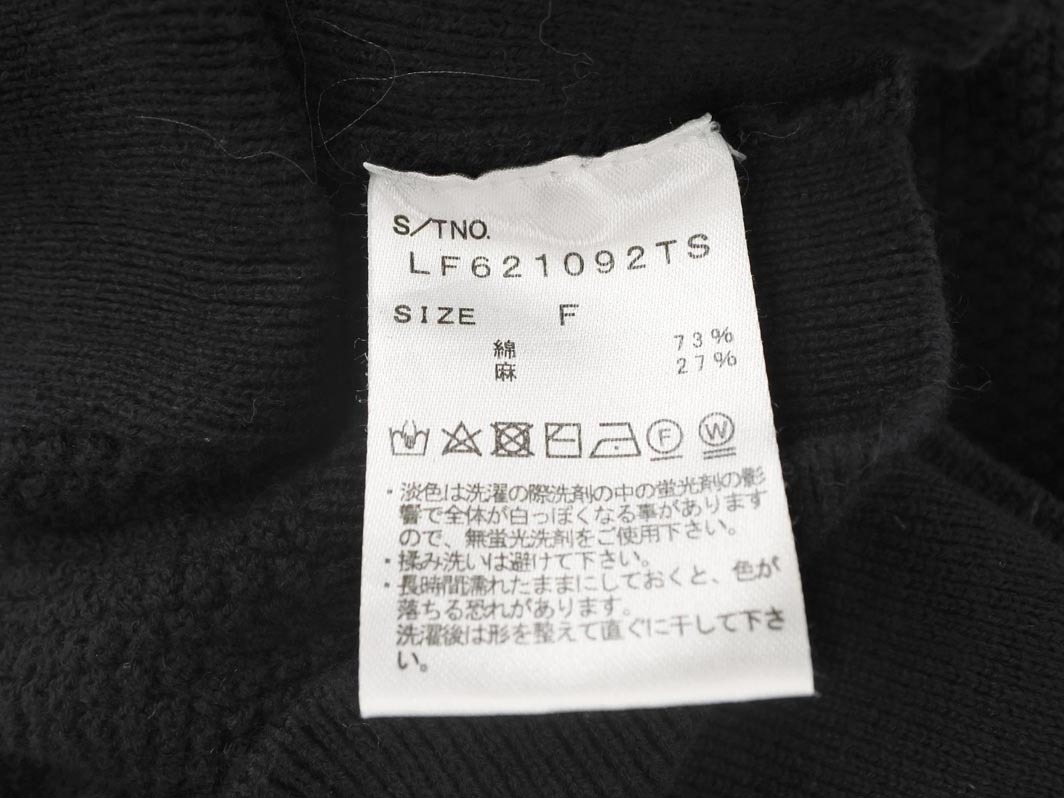 S/TNO.
LF621092TS
SIZE F
綿 73%
麻 27%
F W
・淡色は洗濯の際洗剤の中の蛍光剤の影
響で全体が白っぽくなる事があります
ので、無蛍光洗剤をご使用下さい。
・揉み洗いは避けて下さい。
・長時間濡れたままにしておくと、色が
落ちる恐れがあります。
洗濯後は形を整えて直ぐに干して下さ
い。